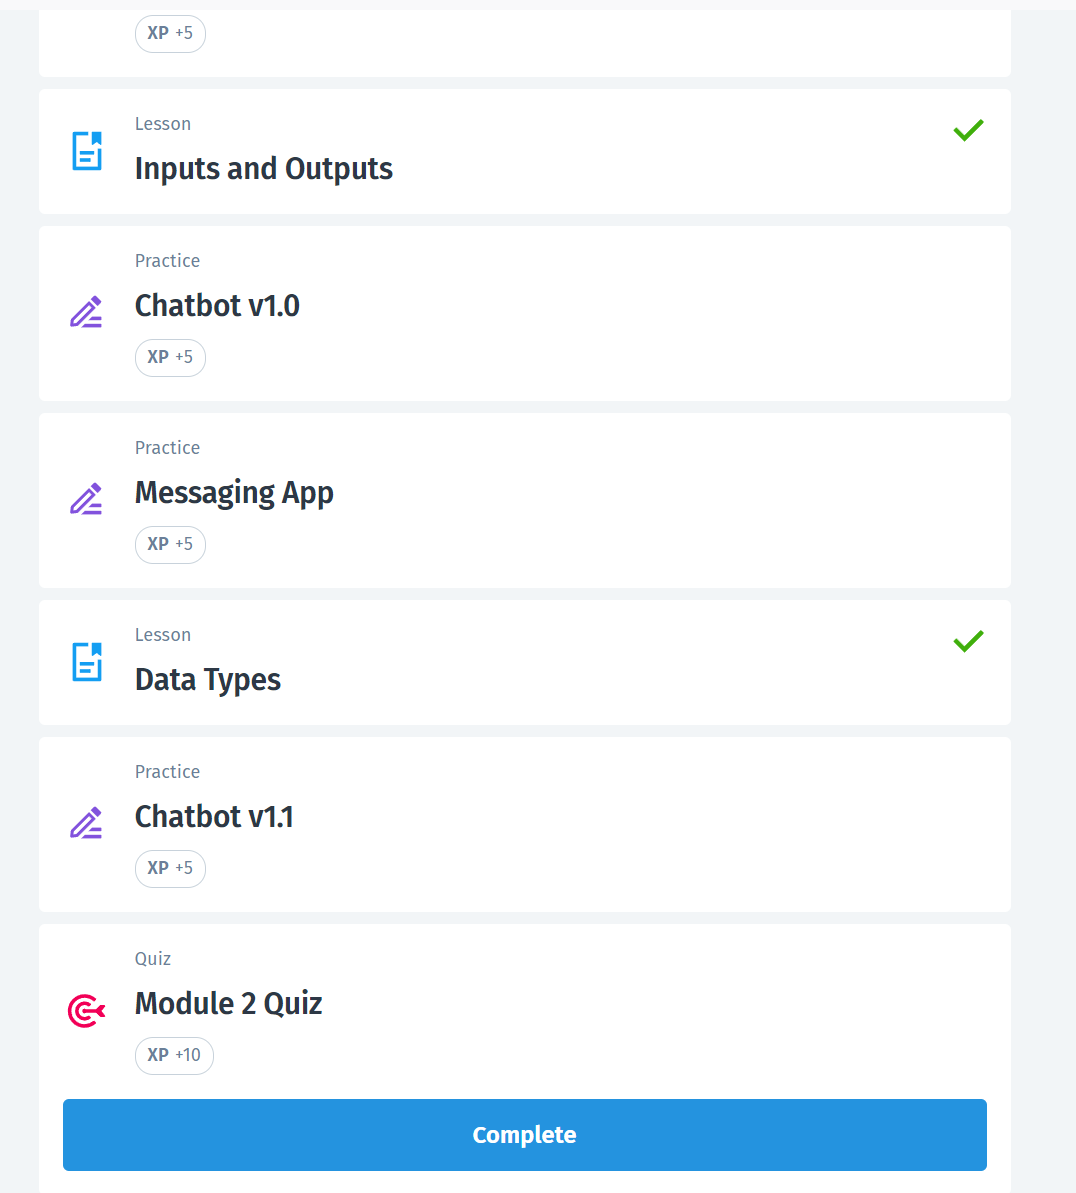 XP +5
Lesson
Inputs and Outputs
Practice
Chatbot v1.0
XP +5
Practice
Messaging App
XP +5
Lesson
Data Types
Practice
Chatbot v1.1
XP +5
Quiz
Module 2 Quiz
XP +10
Complete